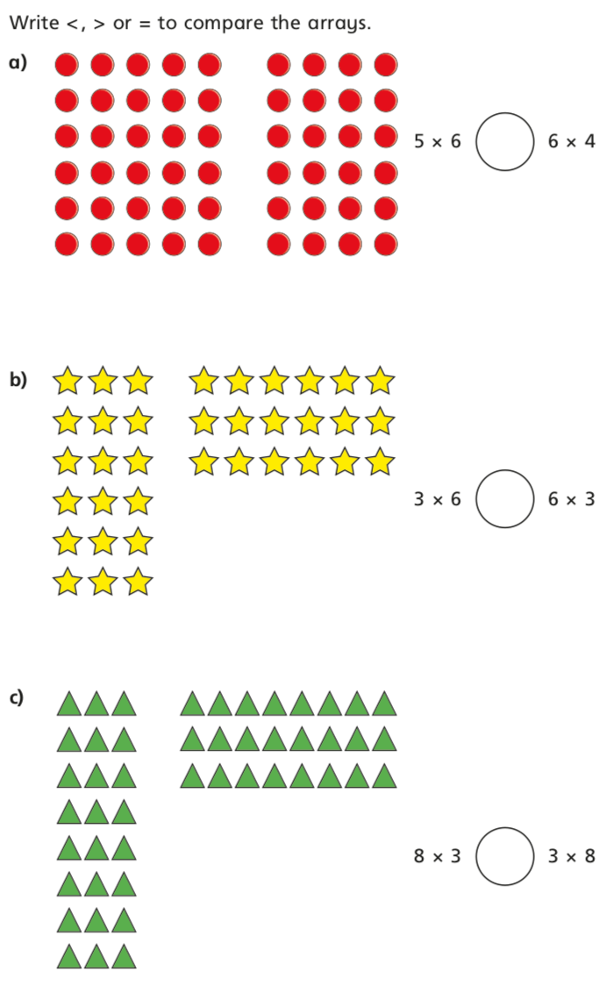 Write <, > or = to compare the arrays.
a)
5 × 6 6 × 4
b)
3 × 6 6 × 3
c)
8 × 3 3 × 8